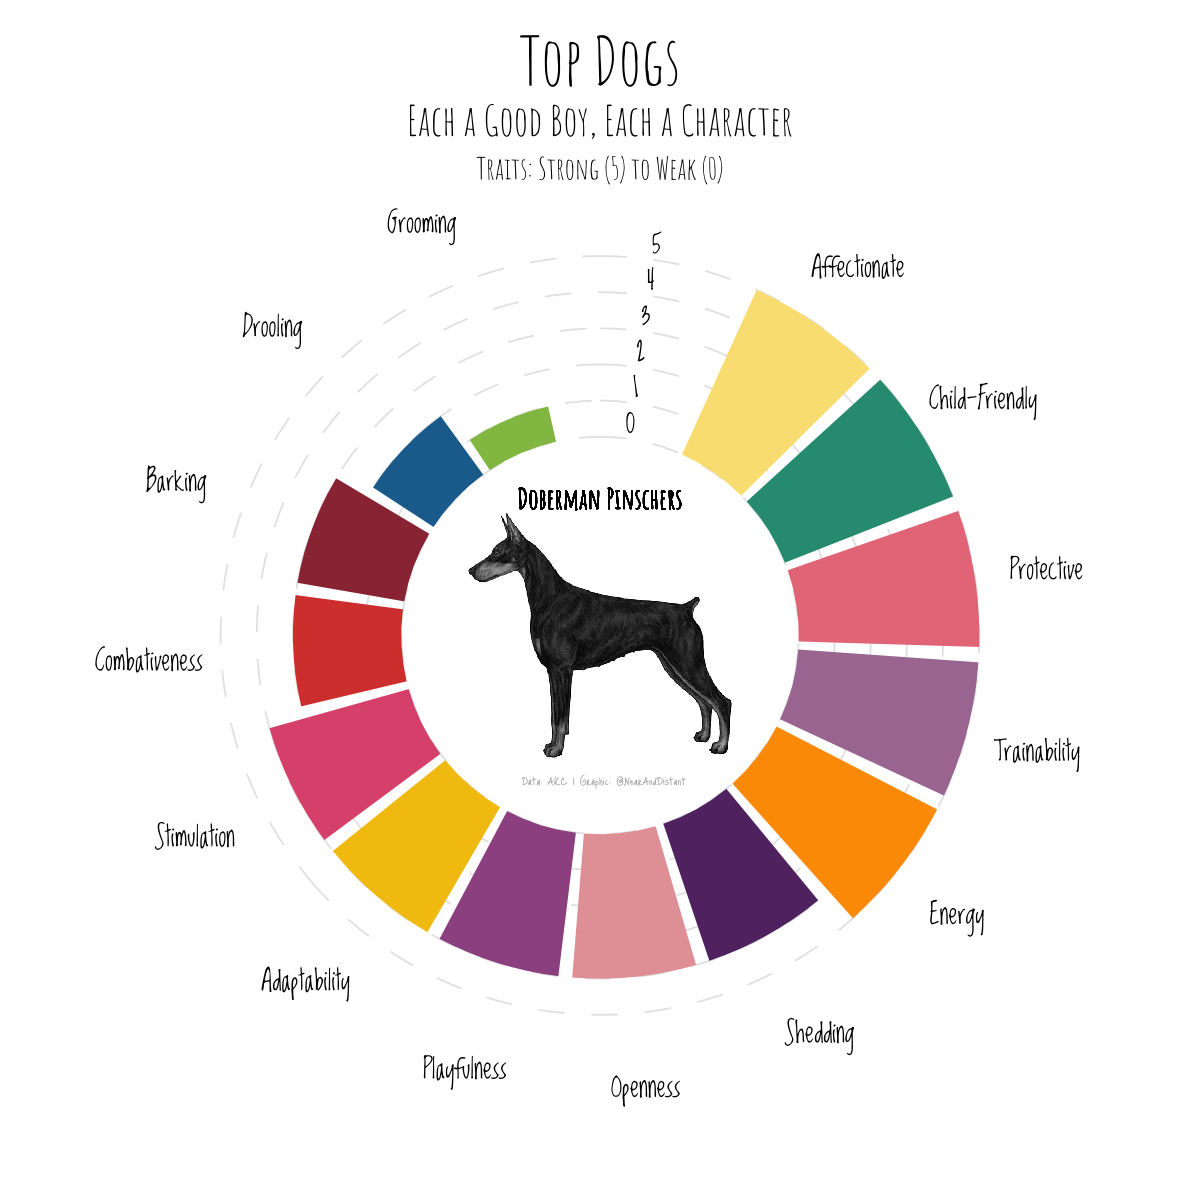 Top Dogs
Each a Good Boy, Each a Character
Traits: Strong (5) to Weak (0)
Grooming
5
Affectionate
4
3
Drooling
2
1
Child-Friendly
0
Barking
Doberman Pinschers
Protective
Combativeness
Trainability
Data: AKC | Graphic: @NearAndDistant
Stimulation
Energy
Adaptability
Shedding
Playfulness
Openness